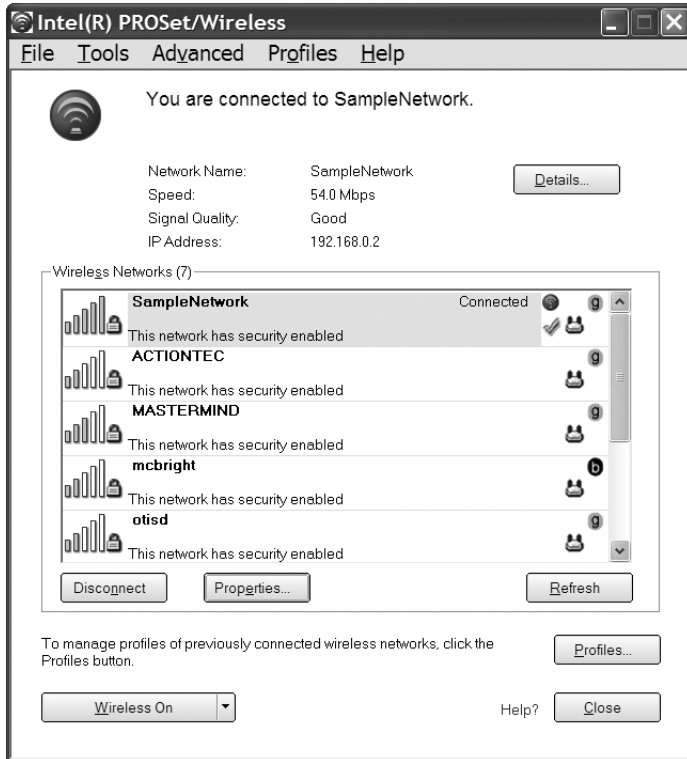 Intel(R) PROSet/Wireless
File Tools Advanced Profiles Help
You are connected to SampleNetwork.
Network Name: SampleNetwork
Speed: 54.0 Mbps
Signal Quality: Good
IP Address: 192.168.0.2
Details...
Wireless Networks (7)
SampleNetwork Connected g
This network has security enabled
ACTIONTEC g
This network has security enabled
MASTERMIND g
This network has security enabled
mcbright b
This network has security enabled
otisd g
This network has security enabled
Disconnect Properties... Refresh
To manage profiles of previously connected wireless networks, click the
Profiles button.
Profiles...
Wireless On Help? Close